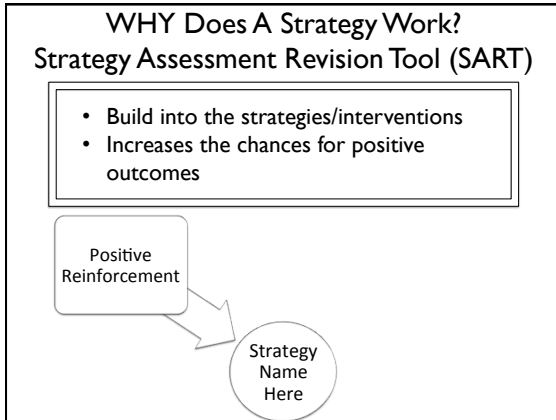 WHY Does A Strategy Work?
Strategy Assessment Revision Tool (SART)
• Build into the strategies/interventions
• Increases the chances for positive
outcomes
Positive
Reinforcement
Strategy
Name
Here